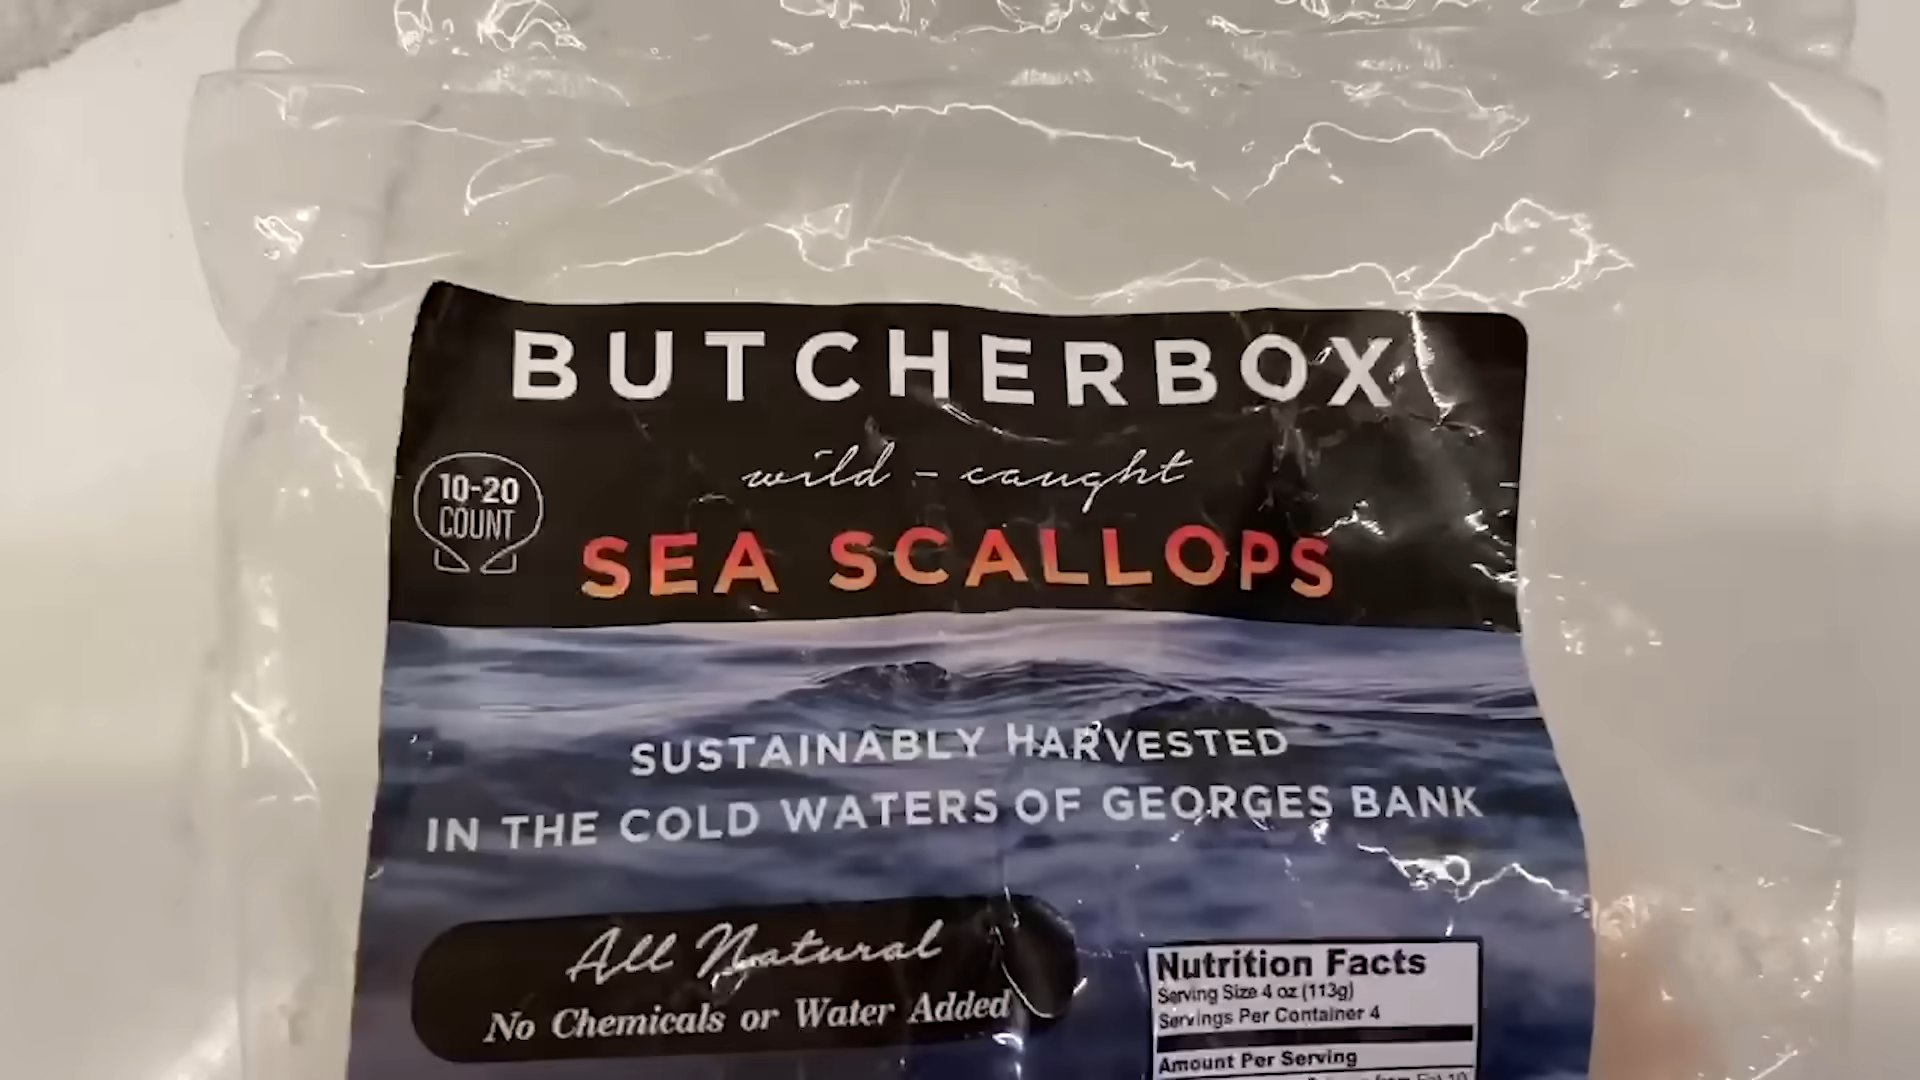 BUTCHERBOX
wild - caught
10-20
COUNT
SEA SCALLOPS
SUSTAINABLY HARVESTED
IN THE COLD WATERS OF GEORGES BANK
All Natural
No Chemicals or Water Added
Nutrition Facts
Serving Size 4 oz (113g)
Servings Per Container 4
Amount Per Serving